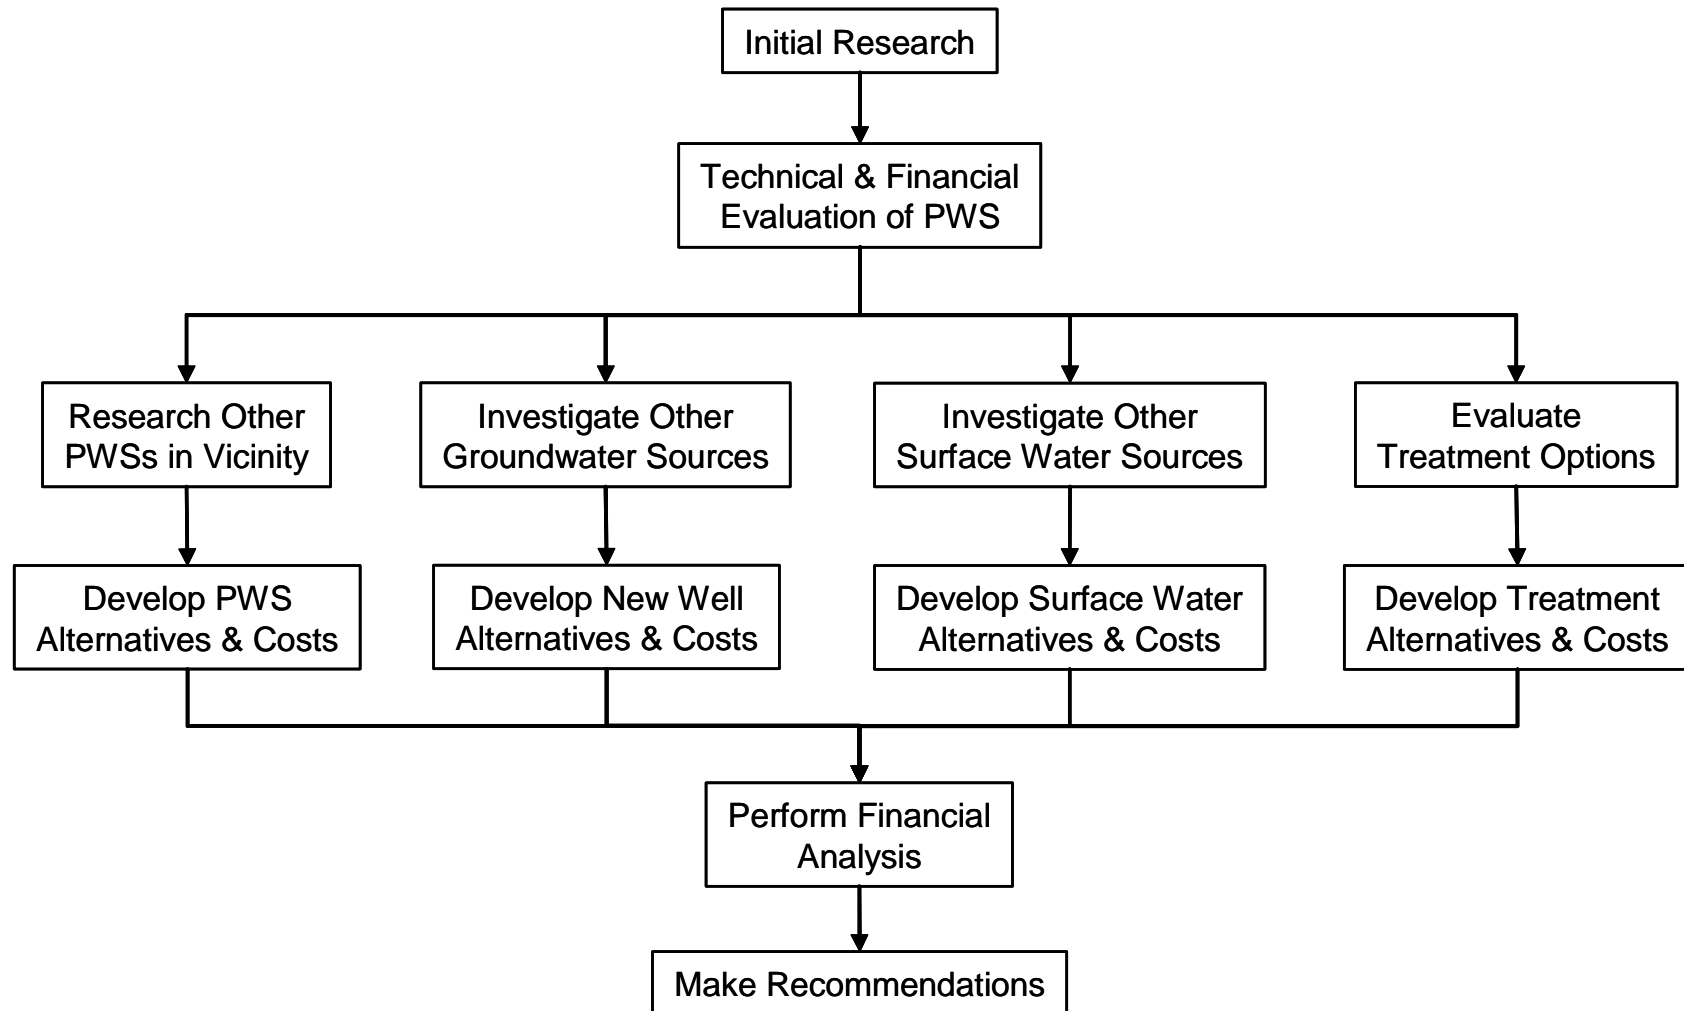 Initial Research
Technical & Financial
Evaluation of PWS
Research Other
PWSs in Vicinity
Investigate Other
Groundwater Sources
Investigate Other
Surface Water Sources
Evaluate
Treatment Options
Develop PWS
Alternatives & Costs
Develop New Well
Alternatives & Costs
Develop Surface Water
Alternatives & Costs
Develop Treatment
Alternatives & Costs
Perform Financial
Analysis
Make Recommendations